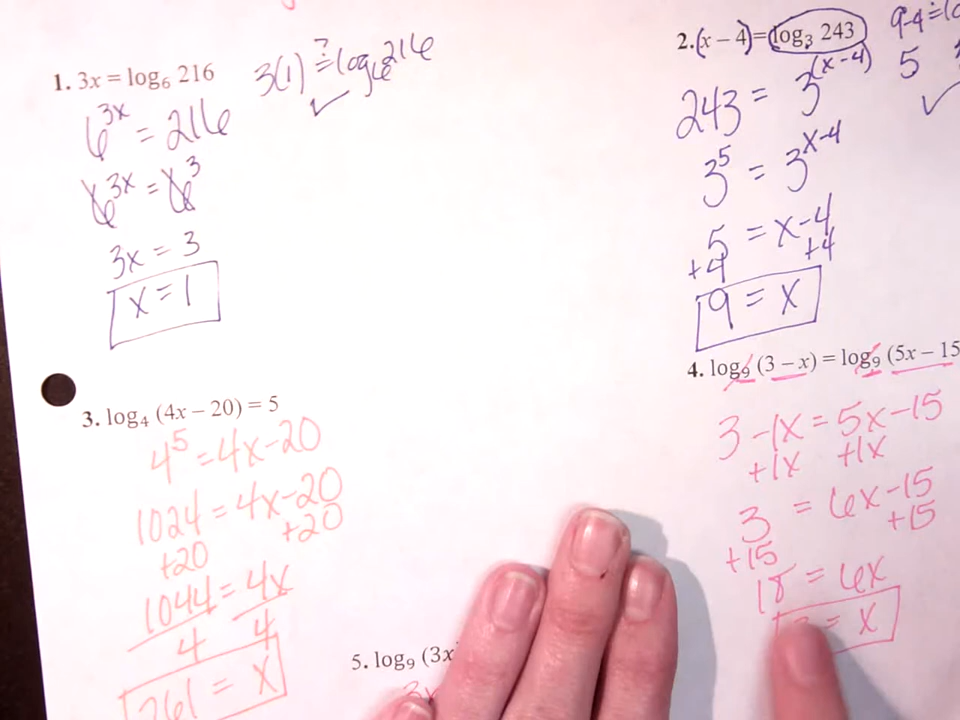 1. 3x = log₆ 216
3(1) ≟ log₆ 216
✓
6^3x = 216
6^3x = 6^3
3x = 3
x = 1
2. (x – 4) = log₃ 243
9-4 ≟
5
✓
243 = 3^(x-4)
3^5 = 3^x-4
5 = x-4
+4 +4
9 = x
3. log₄ (4x – 20) = 5
4^5 = 4x-20
1024 = 4x-20
+20 +20
1044 = 4x
4 4
261 = x
4. log₉ (3 – x) = log₉ (5x – 15
3 -1x = 5x-15
+1x +1x
3 = 6x-15
+15 +15
18 = 6x
= x
5. log₉ (3x